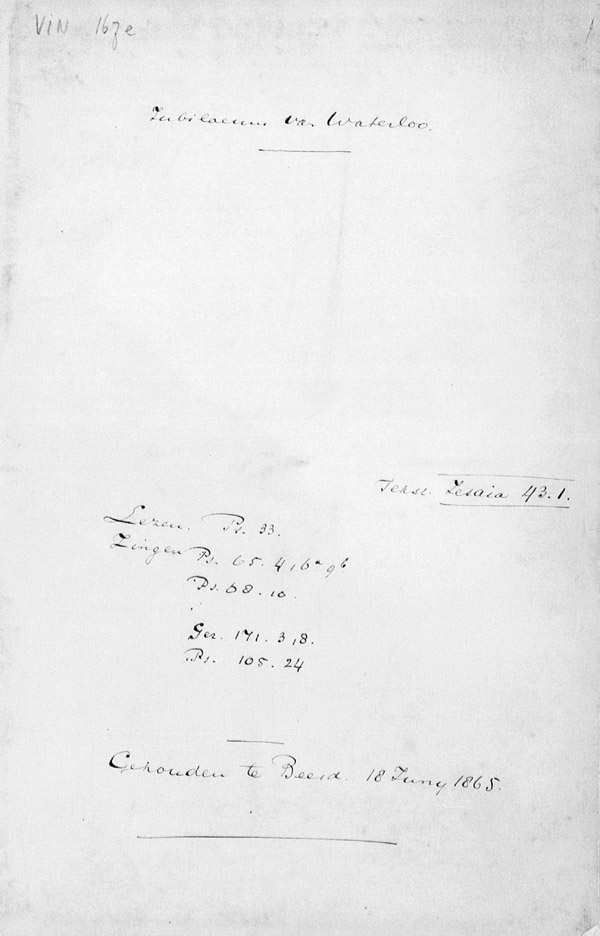 VIN 167e
Jubilaeum van Waterloo.
Tekst. Jesaia 43.1.
Lezen. Ps. 33.
Zingen Ps. 65. 4, 6a 9b
Ps. 68. 10.
Gez. 171. 3, 8.
Ps. 105. 24
Gehouden te Beesd. 18 Juny 1865.